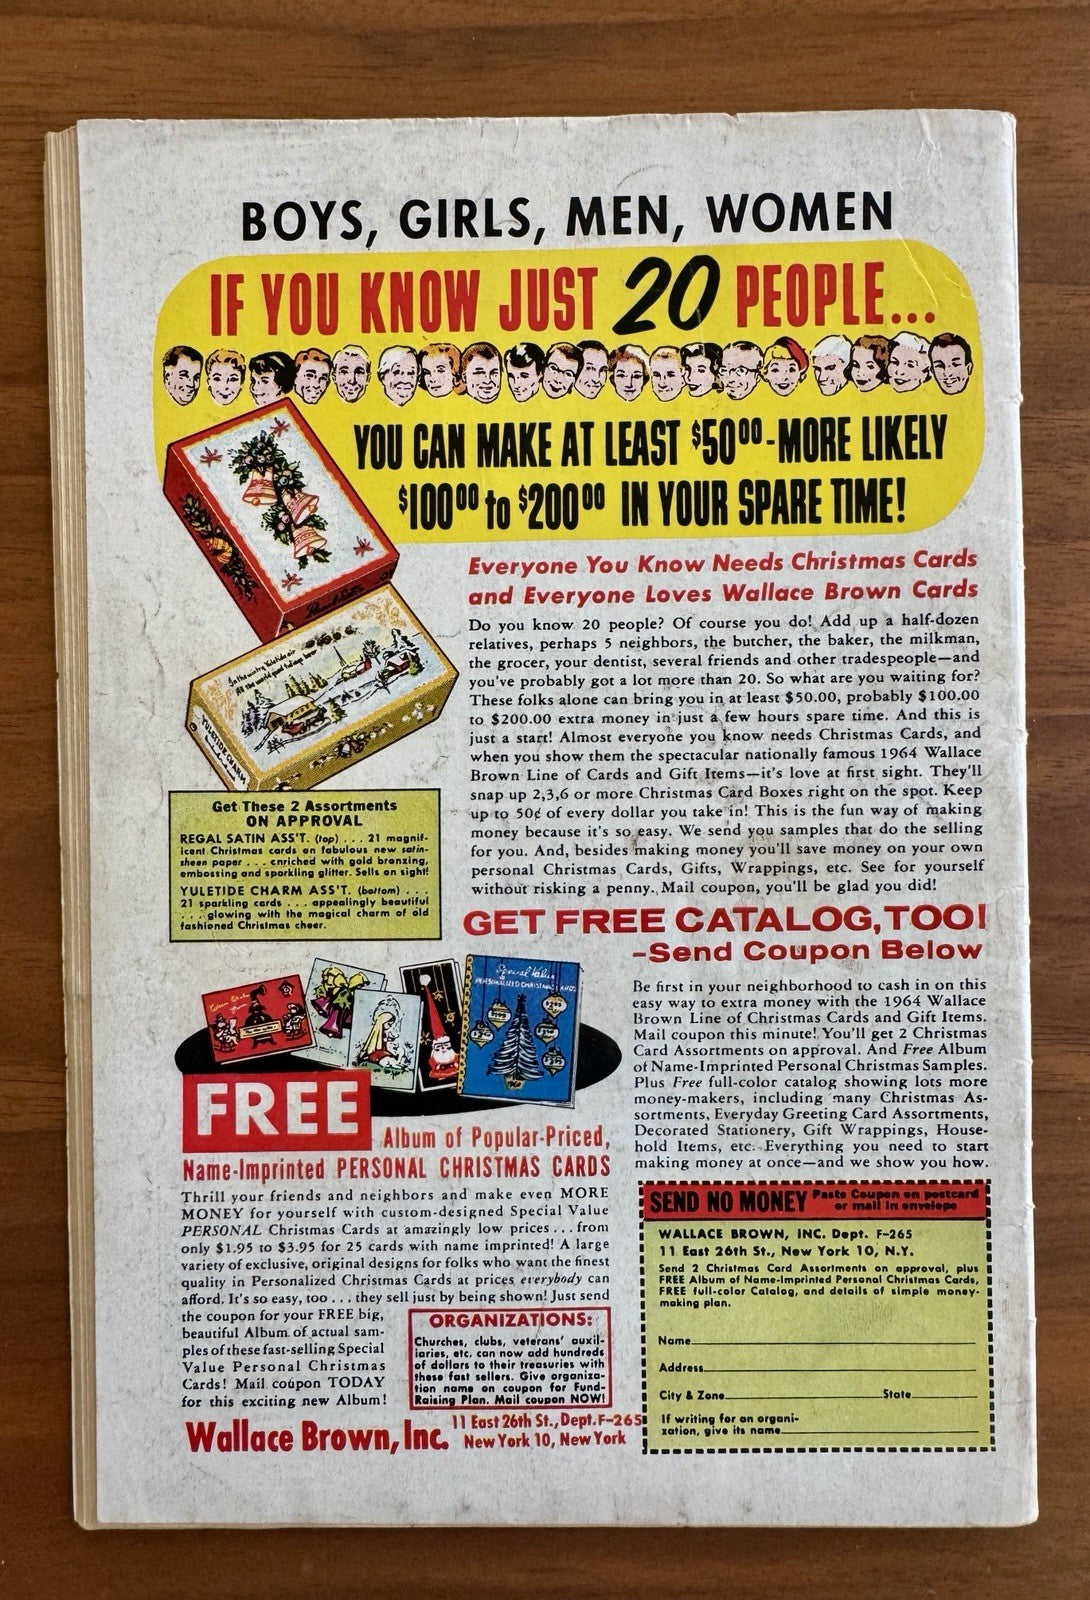 BOYS, GIRLS, MEN, WOMEN
IF YOU KNOW JUST 20 PEOPLE...
YOU CAN MAKE AT LEAST $50⁰⁰-MORE LIKELY
$100⁰⁰ to $200⁰⁰ IN YOUR SPARE TIME!
Everyone You Know Needs Christmas Cards
and Everyone Loves Wallace Brown Cards
Do you know 20 people? Of course you do! Add up a half-dozen
relatives, perhaps 5 neighbors, the butcher, the baker, the milkman,
the grocer, your dentist, several friends and other tradespeople—and
you've probably got a lot more than 20. So what are you waiting for?
These folks alone can bring you in at least $50.00, probably $100.00
to $200.00 extra money in just a few hours spare time. And this is
just a start! Almost everyone you know needs Christmas Cards, and
when you show them the spectacular nationally famous 1964 Wallace
Brown Line of Cards and Gift Items—it's love at first sight. They'll
snap up 2,3,6 or more Christmas Card Boxes right on the spot. Keep
up to 50¢ of every dollar you take in! This is the fun way of making
money because it's so easy. We send you samples that do the selling
for you. And, besides making money you'll save money on your own
personal Christmas Cards, Gifts, Wrappings, etc. See for yourself
without risking a penny. Mail coupon, you'll be glad you did!
YULETIDE CHARM
Get These 2 Assortments
ON APPROVAL
REGAL SATIN ASS'T. (top) . . . 21 magnif-
icent Christmas cards on fabulous new satin-
sheen paper . . . enriched with gold bronzing,
embossing and sparkling glitter. Sells on sight!
YULETIDE CHARM ASS'T. (bottom) . . .
21 sparkling cards . . . appealingly beautiful
. . . glowing with the magical charm of old
fashioned Christmas cheer.
GET FREE CATALOG, TOO!
–Send Coupon Below
Be first in your neighborhood to cash in on this
easy way to extra money with the 1964 Wallace
Brown Line of Christmas Cards and Gift Items.
Mail coupon this minute! You'll get 2 Christmas
Card Assortments on approval. And Free Album
of Name-Imprinted Personal Christmas Samples.
Plus Free full-color catalog showing lots more
money-makers, including many Christmas As-
sortments, Everyday Greeting Card Assortments,
Decorated Stationery, Gift Wrappings, House-
hold Items, etc. Everything you need to start
making money at once—and we show you how.
Special Value
PERSONALIZED CHRISTMAS CARDS
FREE Album of Popular-Priced,
Name-Imprinted PERSONAL CHRISTMAS CARDS
Thrill your friends and neighbors and make even MORE
MONEY for yourself with custom-designed Special Value
PERSONAL Christmas Cards at amazingly low prices . . . from
only $1.95 to $3.95 for 25 cards with name imprinted! A large
variety of exclusive, original designs for folks who want the finest
quality in Personalized Christmas Cards at prices everybody can
afford. It's so easy, too . . . they sell just by being shown! Just send
the coupon for your FREE big,
beautiful Album of actual sam-
ples of these fast-selling Special
Value Personal Christmas
Cards! Mail coupon TODAY
for this exciting new Album!
ORGANIZATIONS:
Churches, clubs, veterans' auxil-
iaries, etc. can now add hundreds
of dollars to their treasuries with
these fast sellers. Give organiza-
tion name on coupon for Fund-
Raising Plan. Mail coupon NOW!
Wallace Brown, Inc. 11 East 26th St., Dept. F-265
New York 10, New York
SEND NO MONEY Paste Coupon on postcard
or mail in envelope
WALLACE BROWN, INC. Dept. F-265
11 East 26th St., New York 10, N.Y.
Send 2 Christmas Card Assortments on approval, plus
FREE Album of Name-Imprinted Personal Christmas Cards,
FREE full-color Catalog, and details of simple money-
making plan.
Name
Address
City & Zone State
If writing for an organi-
zation, give its name